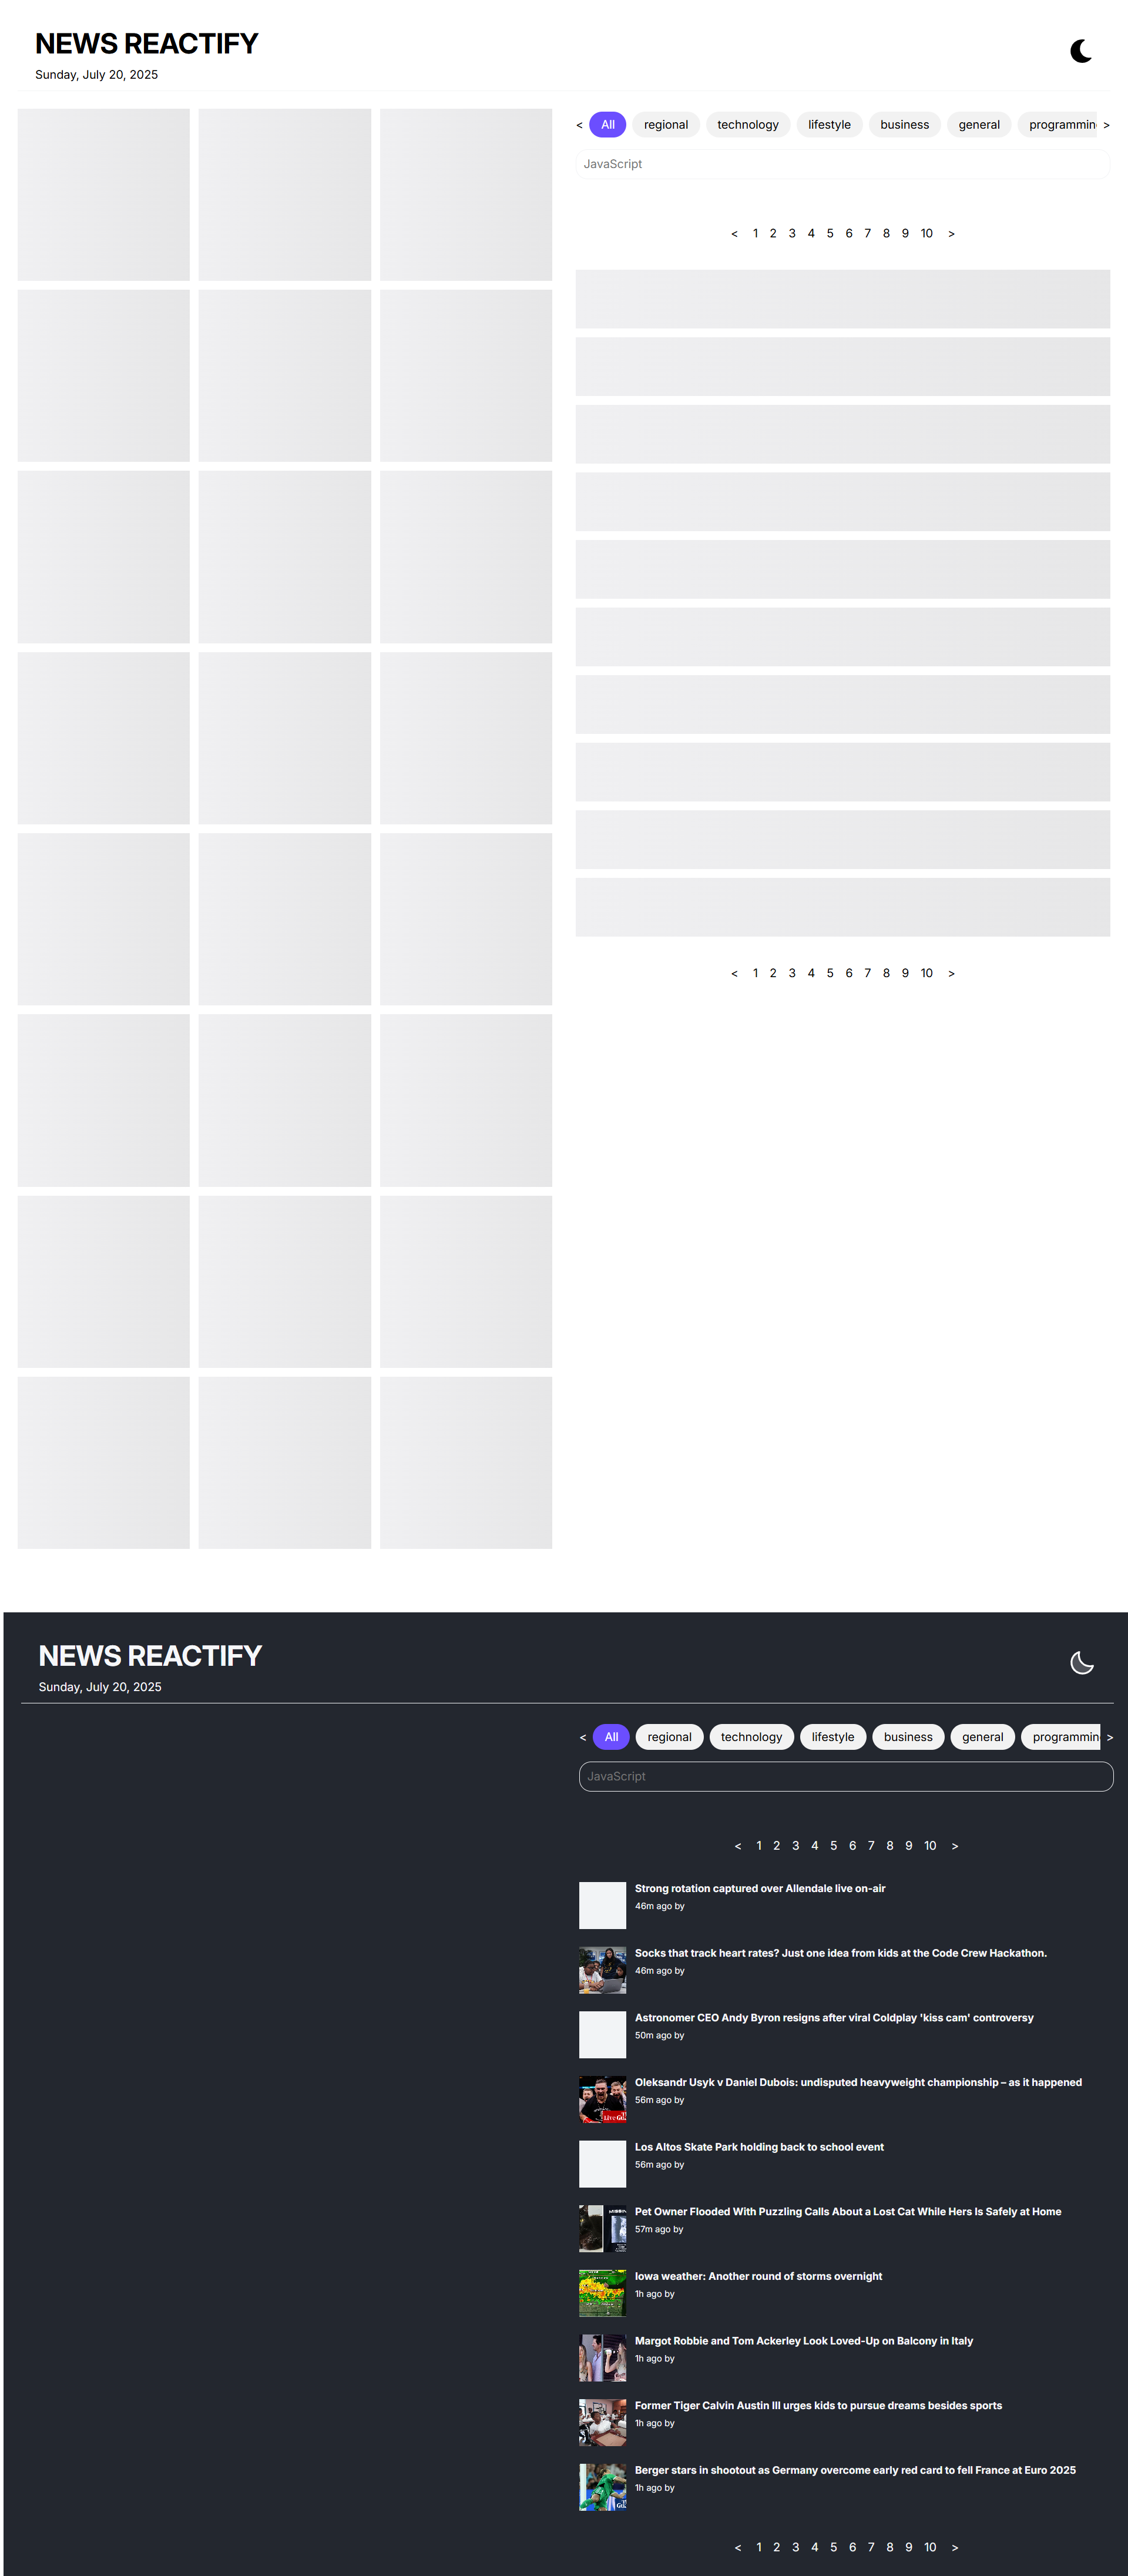 NEWS REACTIFY
Sunday, July 20, 2025
< All regional technology lifestyle business general programming >
JavaScript
< 1 2 3 4 5 6 7 8 9 10 >
< 1 2 3 4 5 6 7 8 9 10 >
NEWS REACTIFY
Sunday, July 20, 2025
< All regional technology lifestyle business general programmin >
JavaScript
< 1 2 3 4 5 6 7 8 9 10 >
Strong rotation captured over Allendale live on-air
46m ago by
Socks that track heart rates? Just one idea from kids at the Code Crew Hackathon.
46m ago by
Astronomer CEO Andy Byron resigns after viral Coldplay 'kiss cam' controversy
50m ago by
Oleksandr Usyk v Daniel Dubois: undisputed heavyweight championship – as it happened
56m ago by
Los Altos Skate Park holding back to school event
56m ago by
Pet Owner Flooded With Puzzling Calls About a Lost Cat While Hers Is Safely at Home
57m ago by
Iowa weather: Another round of storms overnight
1h ago by
Margot Robbie and Tom Ackerley Look Loved-Up on Balcony in Italy
1h ago by
Former Tiger Calvin Austin III urges kids to pursue dreams besides sports
1h ago by
Berger stars in shootout as Germany overcome early red card to fell France at Euro 2025
1h ago by
< 1 2 3 4 5 6 7 8 9 10 >